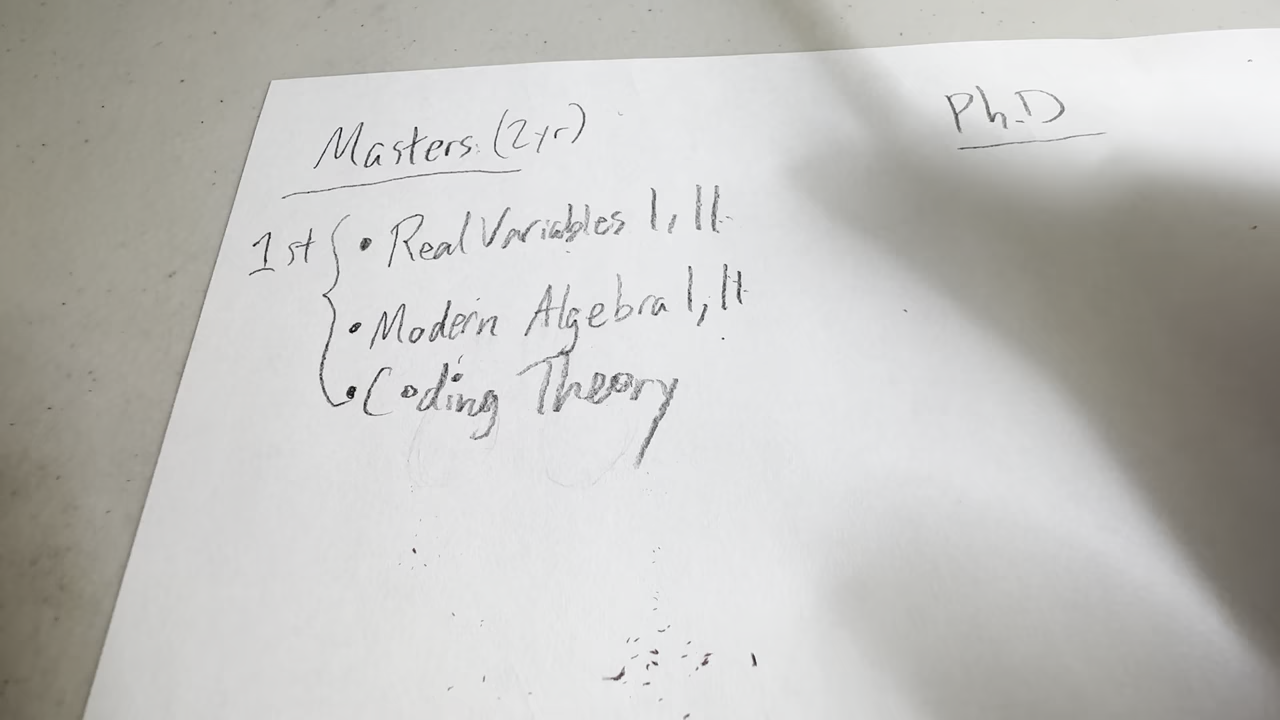 Masters (2yr)
Ph.D
1st { • Real Variables I, II
• Modern Algebra I, II
• Coding Theory